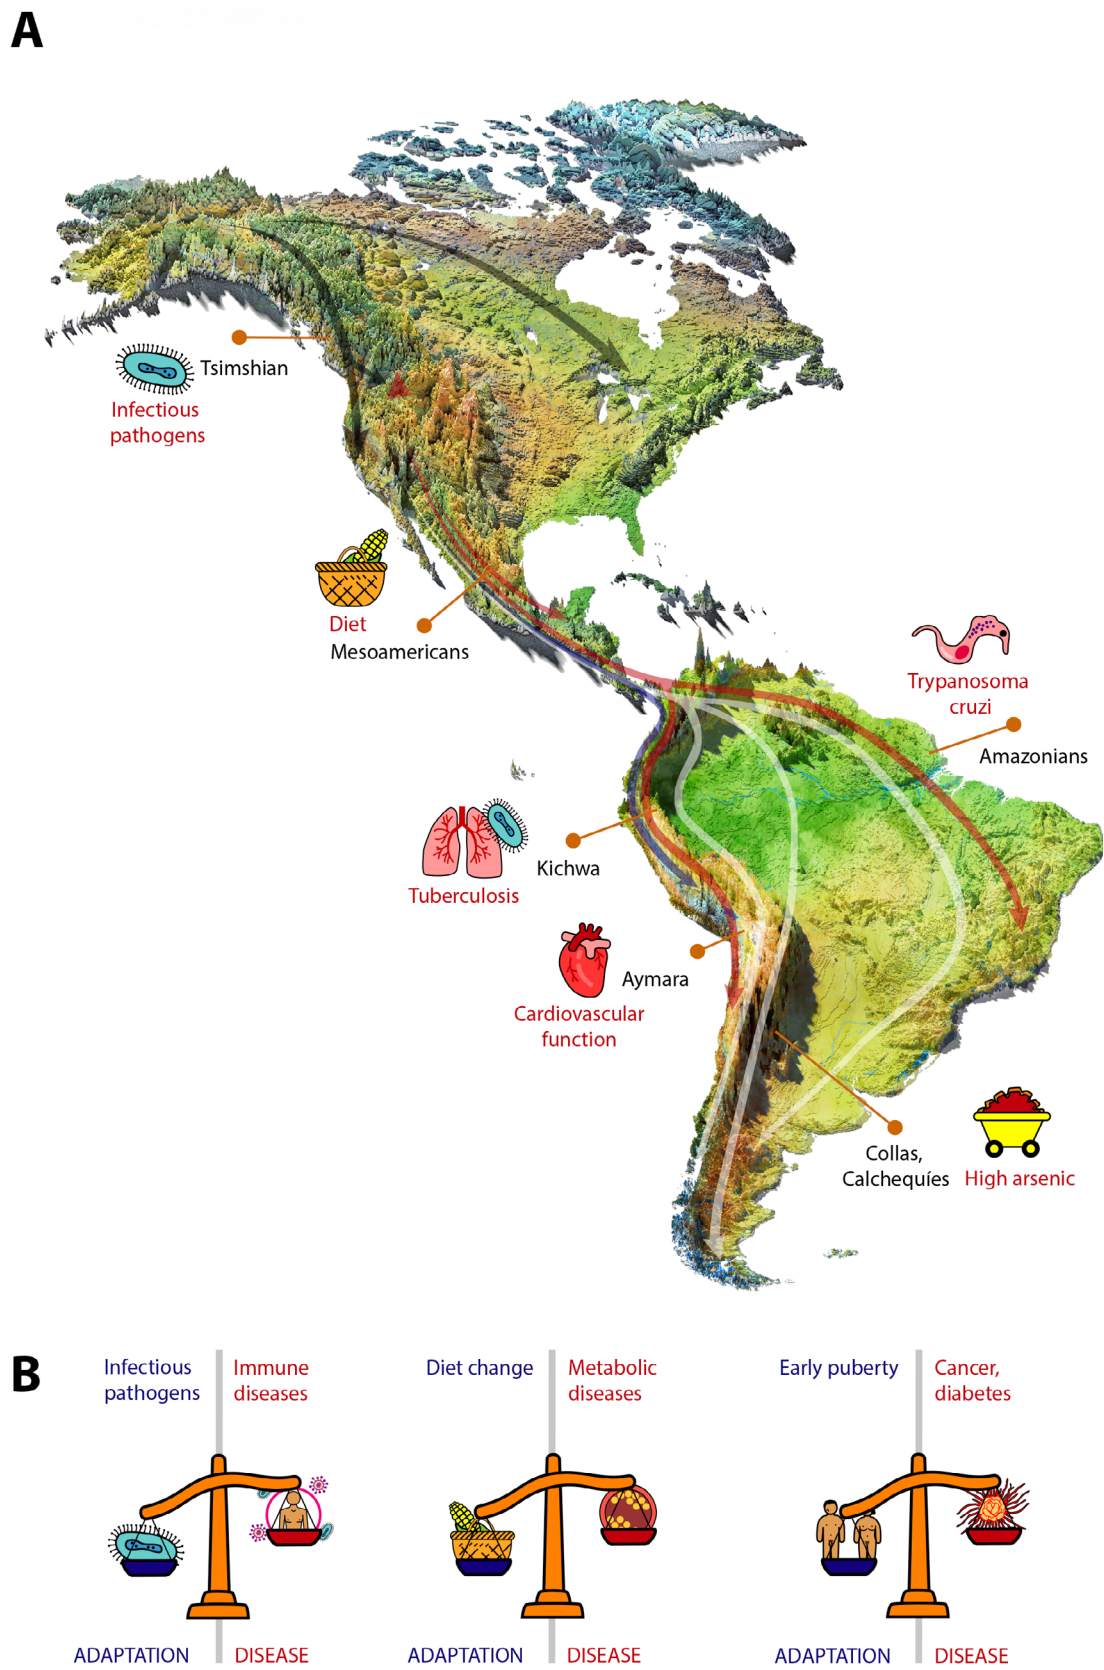 A
Tsimshian
Infectious
pathogens
Diet
Mesoamericans
Trypanosoma
cruzi
Amazonians
Kichwa
Tuberculosis
Aymara
Cardiovascular
function
Collas,
Calchequíes
High arsenic
B
Infectious
pathogens
Immune
diseases
Diet change
Metabolic
diseases
Early puberty
Cancer,
diabetes
ADAPTATION
DISEASE
ADAPTATION
DISEASE
ADAPTATION
DISEASE